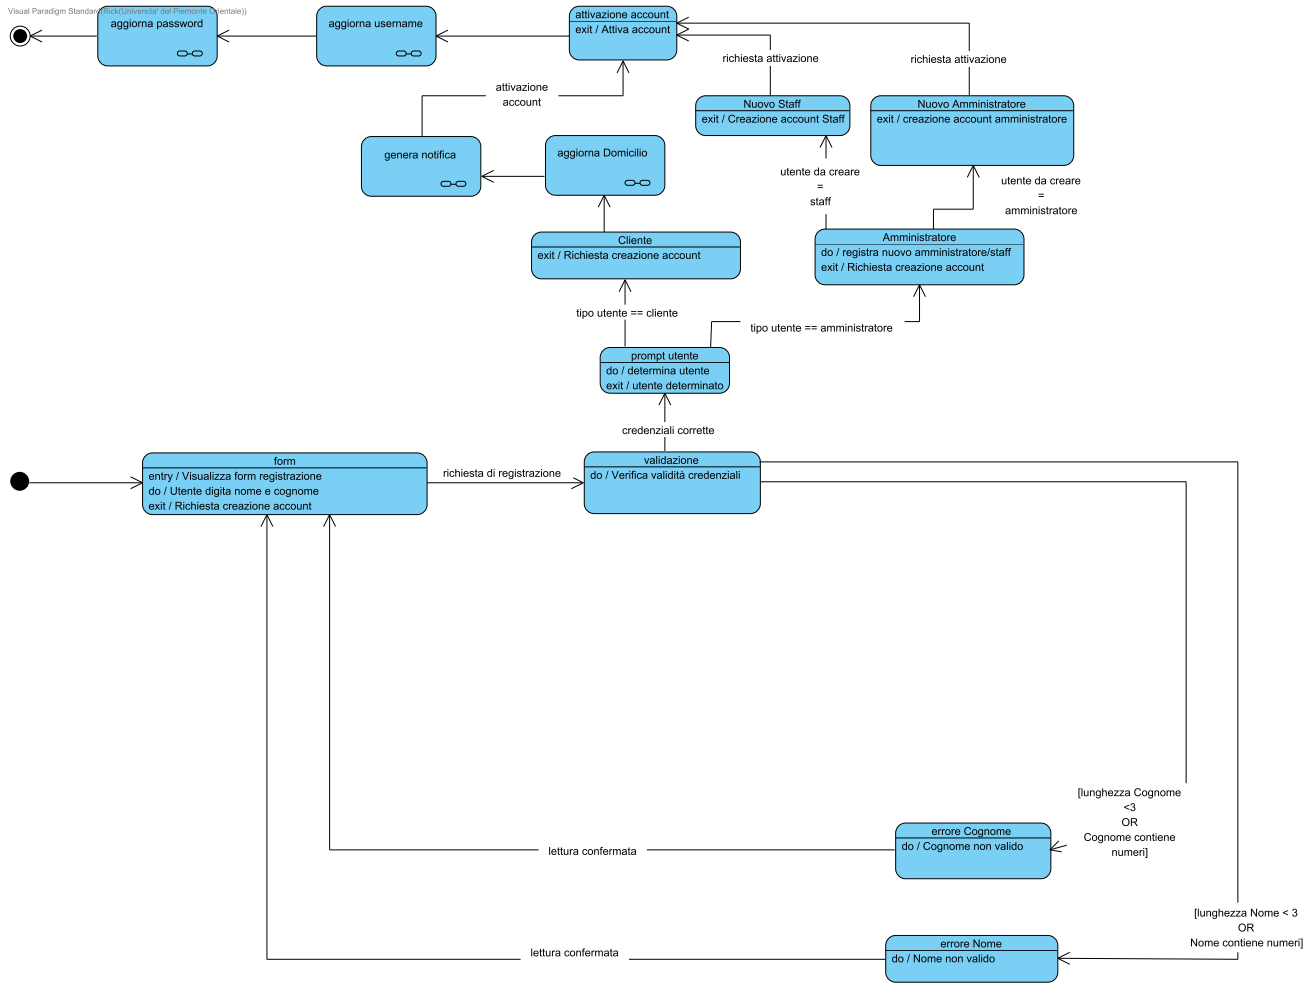 Visual Paradigm Standard(Rick(Universita' del Piemonte Orientale))
aggiorna password
aggiorna username
attivazione account
exit / Attiva account
richiesta attivazione
richiesta attivazione
attivazione
account
Nuovo Staff
exit / Creazione account Staff
Nuovo Amministratore
exit / creazione account amministratore
genera notifica
aggiorna Domicilio
utente da creare
=
staff
utente da creare
=
amministratore
Cliente
exit / Richiesta creazione account
Amministratore
do / registra nuovo amministratore/staff
exit / Richiesta creazione account
tipo utente == cliente
tipo utente == amministratore
prompt utente
do / determina utente
exit / utente determinato
credenziali corrette
form
entry / Visualizza form registrazione
do / Utente digita nome e cognome
exit / Richiesta creazione account
richiesta di registrazione
validazione
do / Verifica validità credenziali
[lunghezza Cognome
<3
OR
Cognome contiene
numeri]
errore Cognome
do / Cognome non valido
lettura confermata
[lunghezza Nome < 3
OR
Nome contiene numeri]
errore Nome
do / Nome non valido
lettura confermata